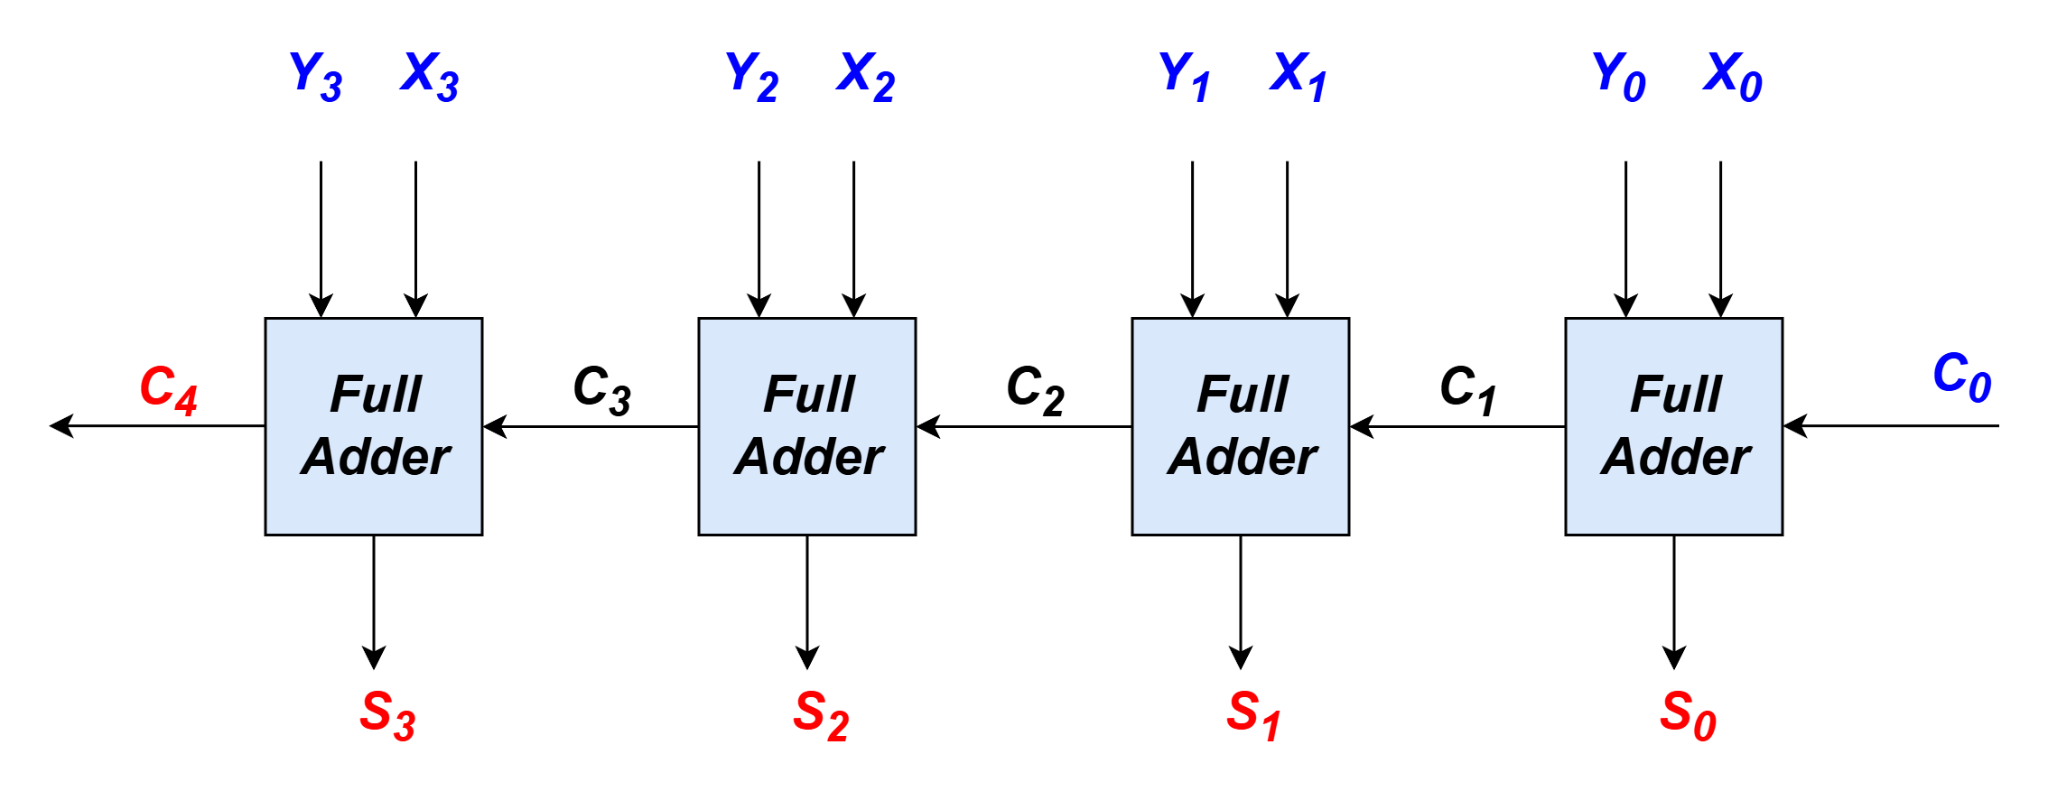 Y3 X3 Y2 X2 Y1 X1 Y0 X0
C4 Full Adder C3 Full Adder C2 Full Adder C1 Full Adder C0
S3 S2 S1 S0